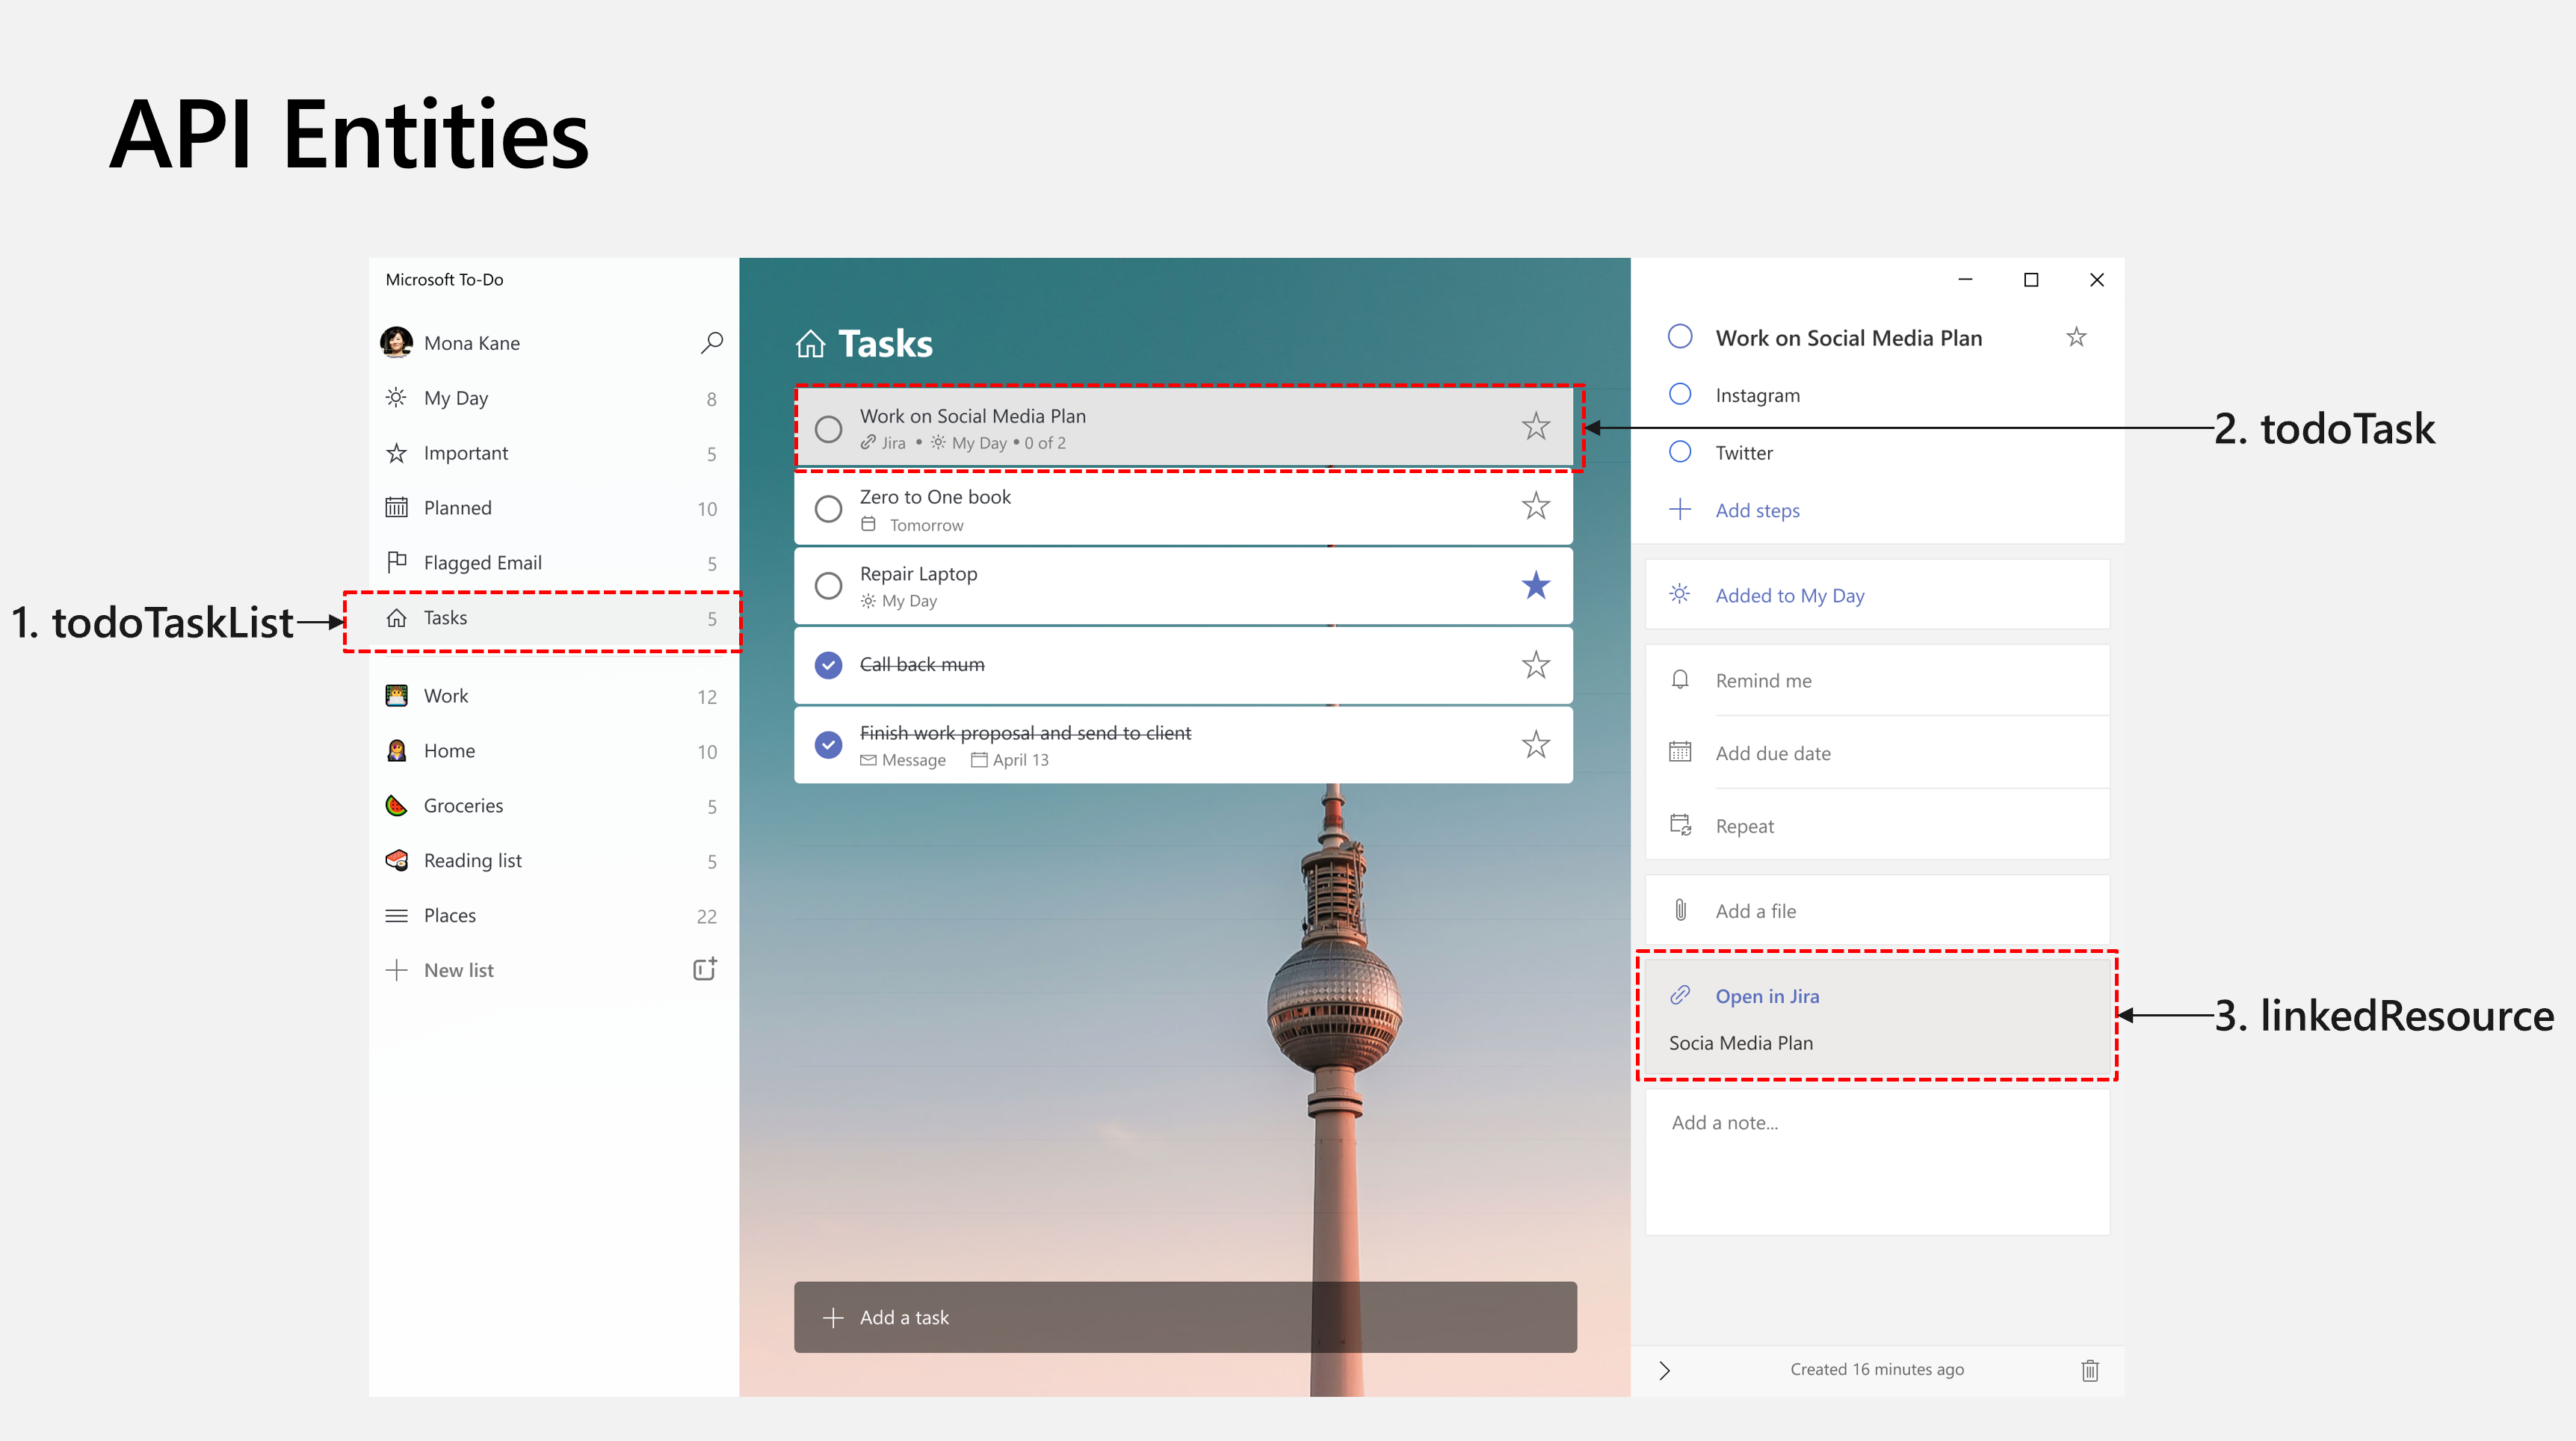 API Entities
1. todoTaskList
Microsoft To-Do
Mona Kane
My Day 8
Important 5
Planned 10
Flagged Email 5
Tasks 5
Work 12
Home 10
Groceries 5
Reading list 5
Places 22
New list
Tasks
Work on Social Media Plan
Jira • My Day • 0 of 2
Zero to One book
Tomorrow
Repair Laptop
My Day
Call back mum
Finish work proposal and send to client
Message April 13
Add a task
Work on Social Media Plan
Instagram
Twitter
Add steps
Added to My Day
Remind me
Add due date
Repeat
Add a file
Open in Jira
Socia Media Plan
Add a note...
Created 16 minutes ago
2. todoTask
3. linkedResource